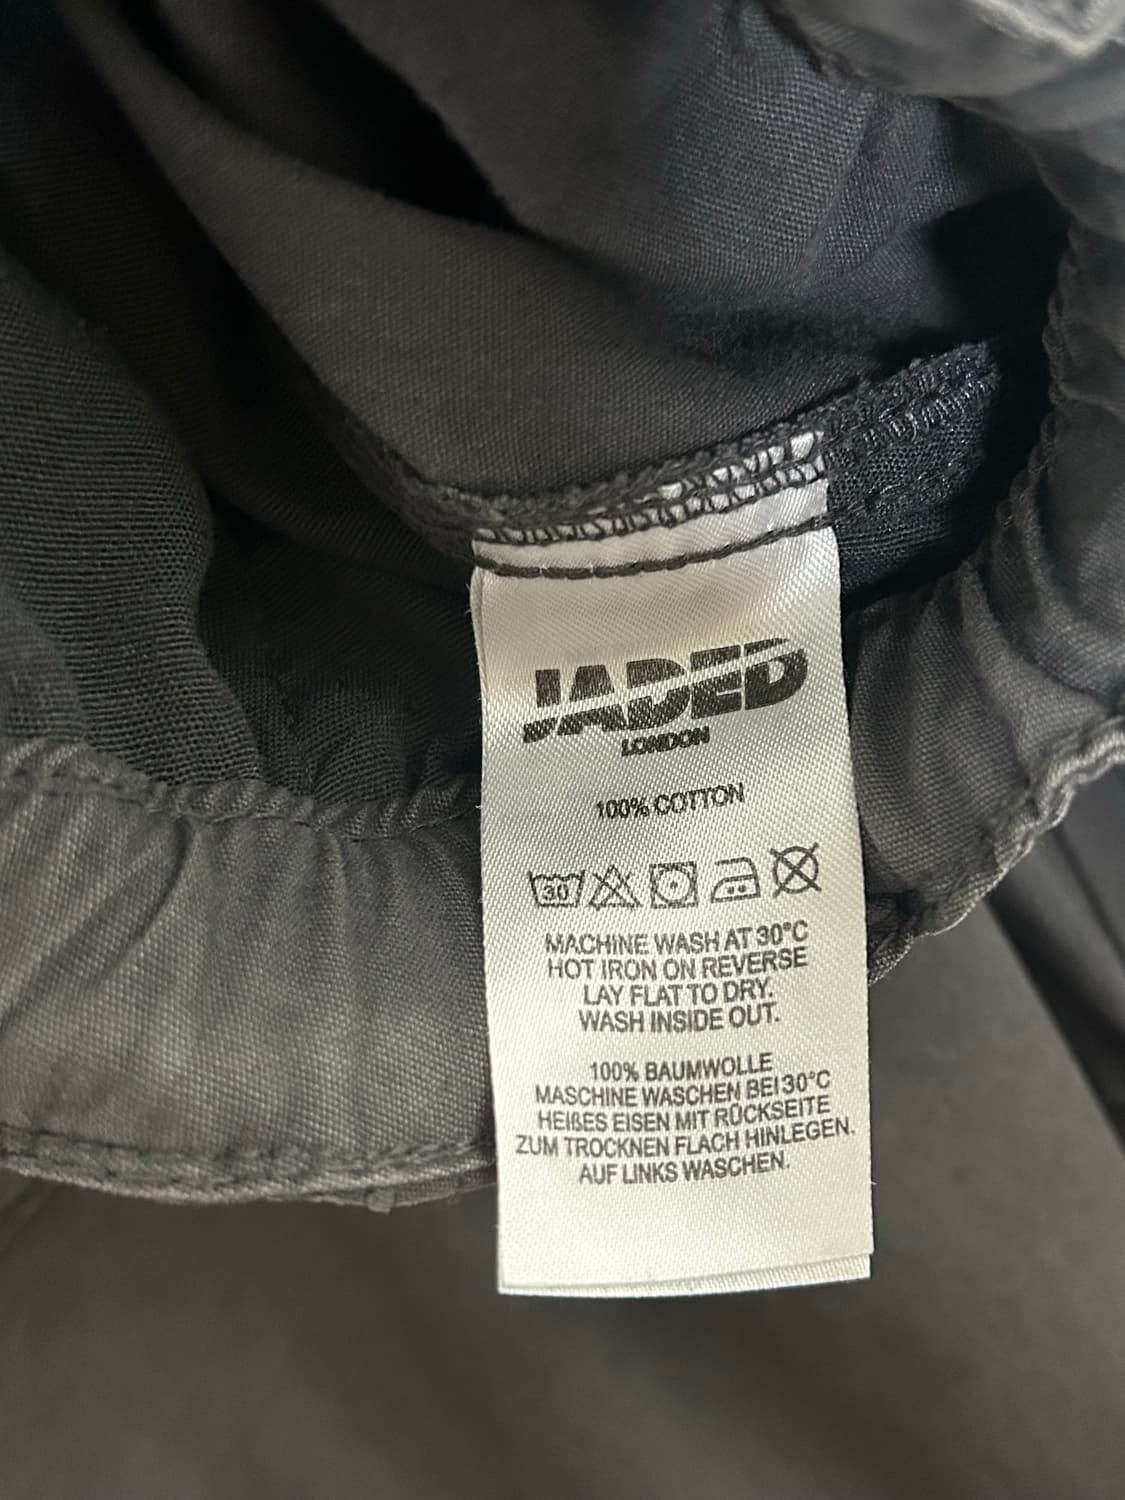 JADED
LONDON
100% COTTON
30
MACHINE WASH AT 30°C
HOT IRON ON REVERSE
LAY FLAT TO DRY.
WASH INSIDE OUT.
100% BAUMWOLLE
MASCHINE WASCHEN BEI 30°C
HEIßES EISEN MIT RÜCKSEITE
ZUM TROCKNEN FLACH HINLEGEN.
AUF LINKS WASCHEN.